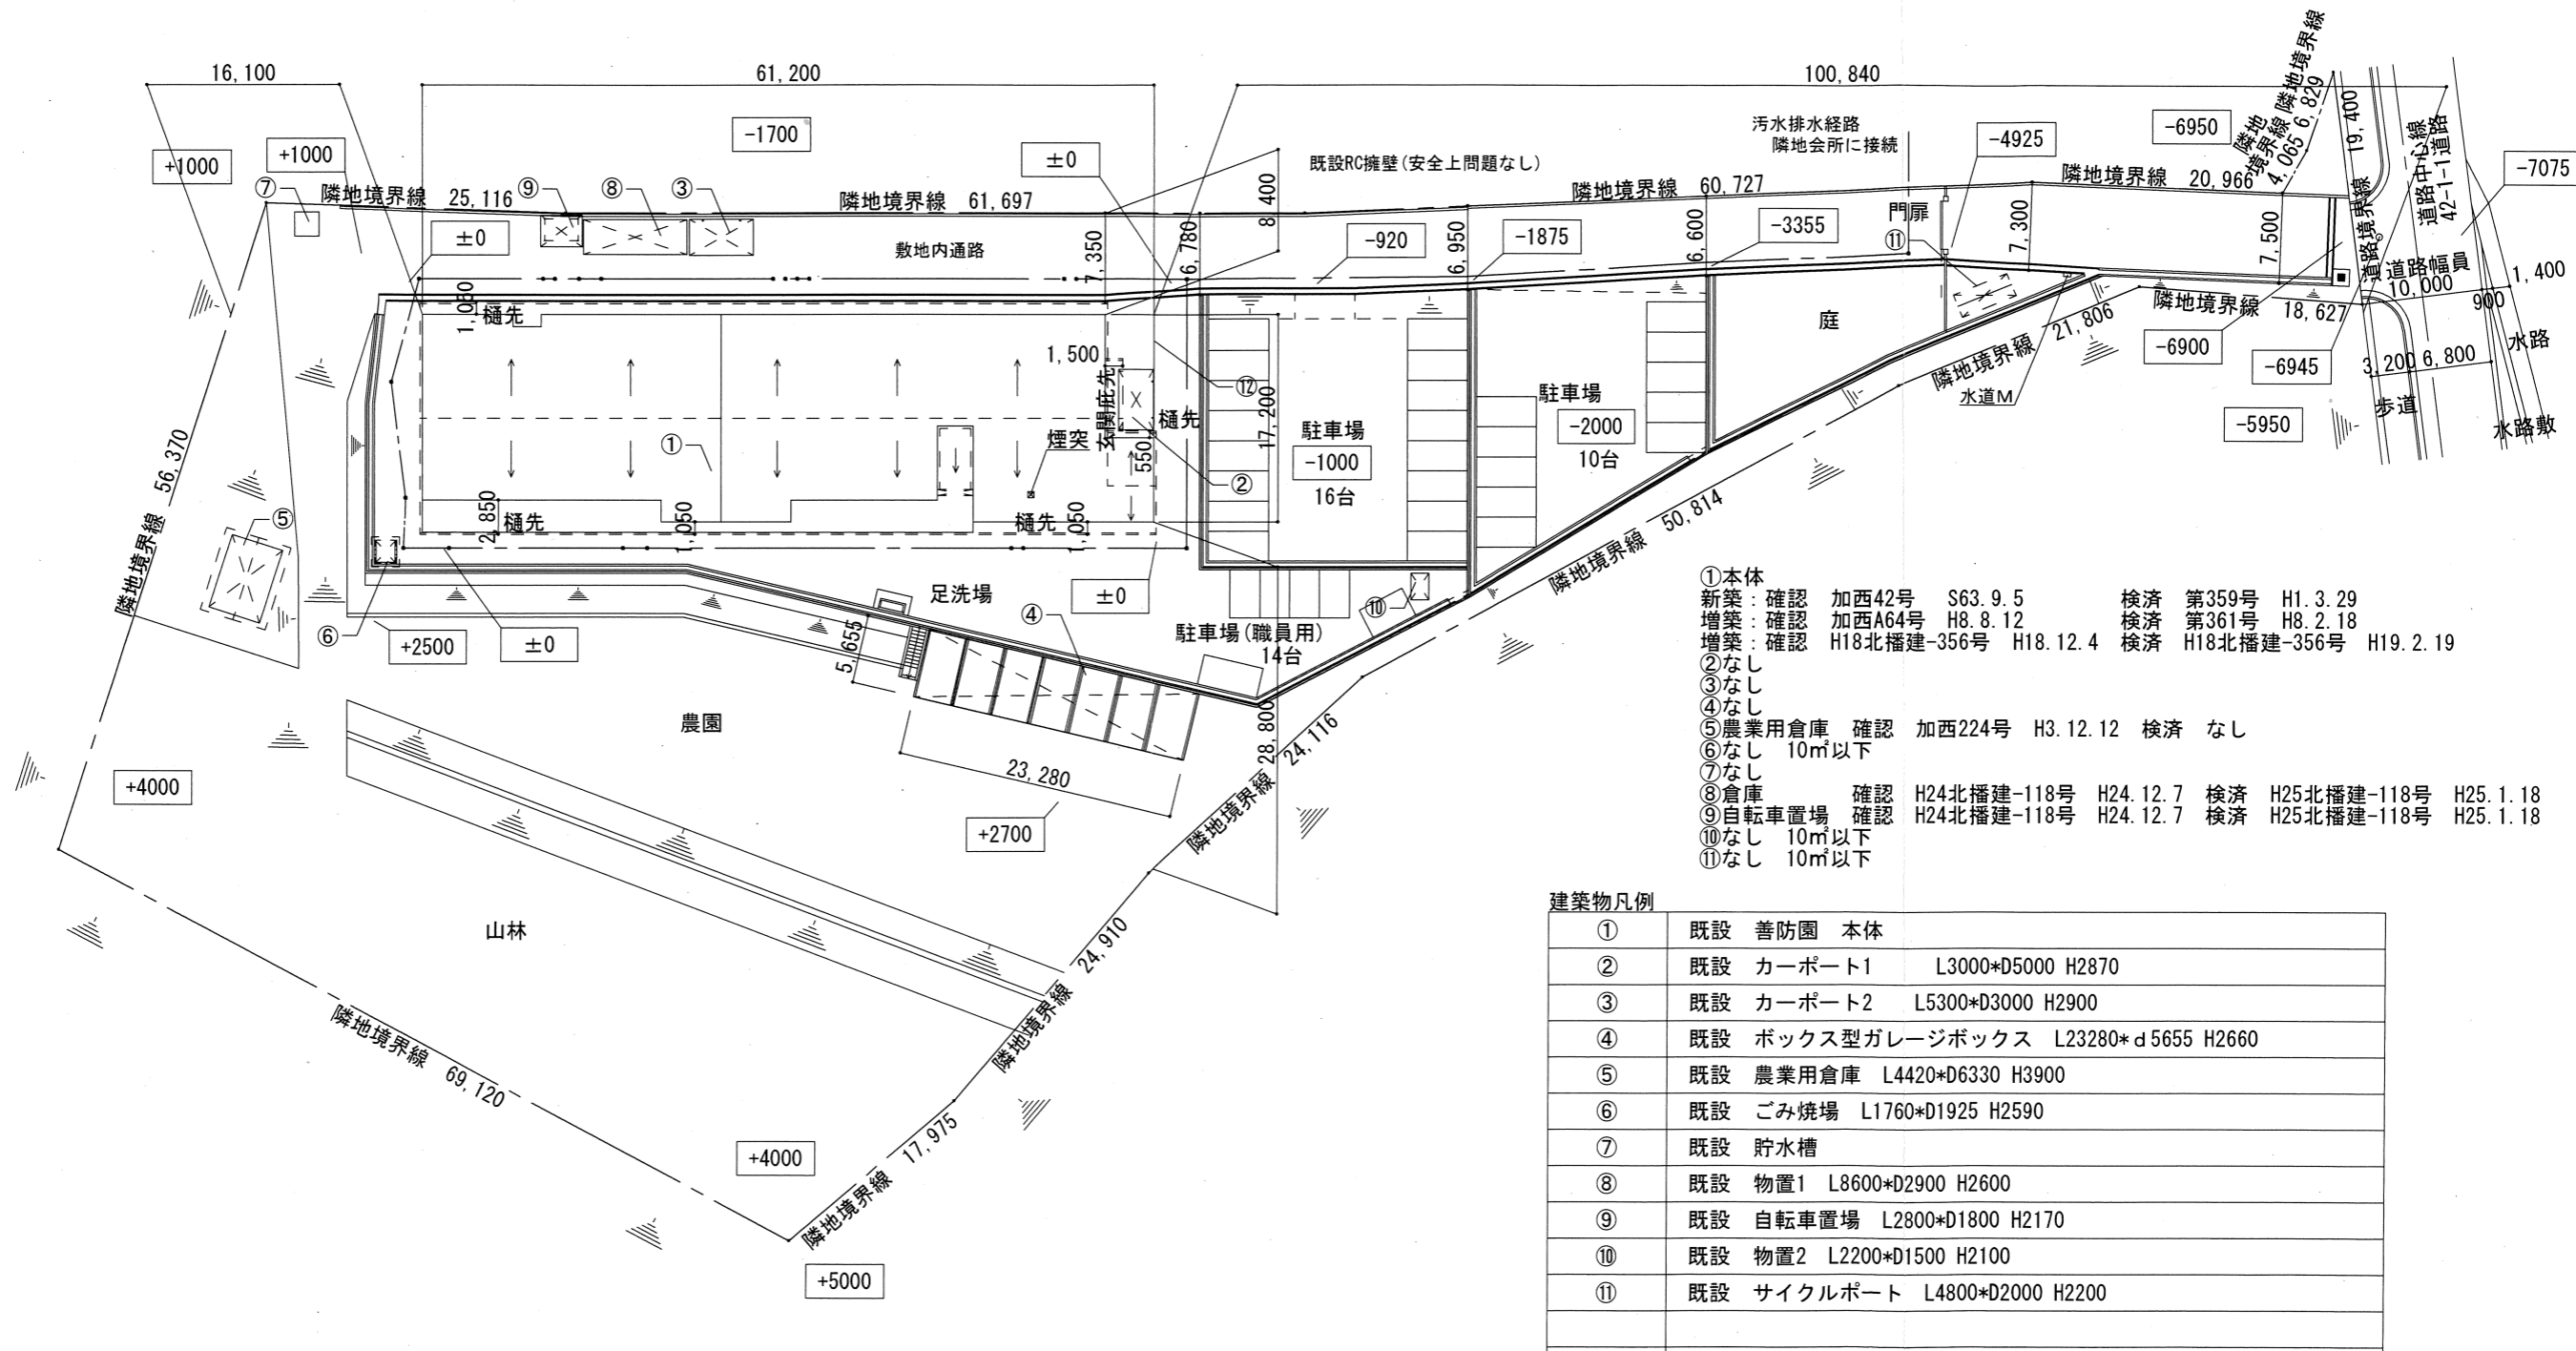 16,100
61,200
100,840
隣地境界線 6,829
隣地境界線 4,065
19,400
道路中心線
42-1-1道路
-1700
±0
汚水排水経路
隣地会所に接続
-4925
-6950
-7075
+1000
+1000
既設RC擁壁(安全上問題なし)
⑦
隣地境界線 25,116
⑨
⑧
③
隣地境界線 61,697
8,400
隣地境界線 60,727
隣地境界線 20,966
道路境界線
±0
敷地内通路
7,350
6,780
-920
6,950
-1875
6,600
-3355
門扉
⑪
7,300
7,500
道路幅員
10,000
1,400
900
1,050
樋先
1,500
⑫
庭
21,806
隣地境界線
隣地境界線 18,627
-6900
-6945
水路
3,200
6,800
玄関庇先
樋先
17,200
駐車場
-1000
16台
駐車場
-2000
10台
水道M
歩道
-5950
水路敷
①
煙突
550
②
隣地境界線 56,370
⑤
2,850
樋先
1,050
樋先
1,050
隣地境界線 50,814
⑥
+2500
±0
足洗場
④
±0
⑩
駐車場(職員用)
14台
5,655
①本体
新築：確認 加西42号 S63.9.5 検済 第359号 H1.3.29
増築：確認 加西A64号 H8.8.12 検済 第361号 H8.2.18
増築：確認 H18北播建-356号 H18.12.4 検済 H18北播建-356号 H19.2.19
②なし
③なし
④なし
⑤農業用倉庫 確認 加西224号 H3.12.12 検済 なし
⑥なし 10㎡以下
⑦なし
⑧倉庫 確認 H24北播建-118号 H24.12.7 検済 H25北播建-118号 H25.1.18
⑨自転車置場 確認 H24北播建-118号 H24.12.7 検済 H25北播建-118号 H25.1.18
⑩なし 10㎡以下
⑪なし 10㎡以下
農園
28,800
隣地境界線 24,116
23,280
+4000
+2700
山林
隣地境界線 24,910
隣地境界線 69,120
+4000
隣地境界線 17,975
+5000
建築物凡例
① 既設 善防園 本体
② 既設 カーポート1 L3000*D5000 H2870
③ 既設 カーポート2 L5300*D3000 H2900
④ 既設 ボックス型ガレージボックス L23280*d5655 H2660
⑤ 既設 農業用倉庫 L4420*D6330 H3900
⑥ 既設 ごみ焼場 L1760*D1925 H2590
⑦ 既設 貯水槽
⑧ 既設 物置1 L8600*D2900 H2600
⑨ 既設 自転車置場 L2800*D1800 H2170
⑩ 既設 物置2 L2200*D1500 H2100
⑪ 既設 サイクルポート L4800*D2000 H2200